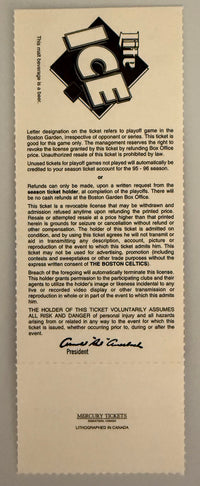 Lite
ICE
This malt beverage is a beer.
Letter designation on the ticket refers to playoff game in the
Boston Garden, irrespective of opponent or series. This ticket is
good for this game only. The management reserves the right to
revoke the license granted by this ticket by refunding Box Office
price. Unauthorized resale of this ticket is prohibited by law.
Unused tickets for playoff games not played will automatically be
credited to your season ticket account for the 95 - 96 season.
or
Refunds can only be made, upon a written request from the
season ticket holder, at completion of the playoffs. There will
be no cash refunds at the Boston Garden Box Office.
This ticket is a revocable license that may be withdrawn and
admission refused anytime upon refunding the printed price.
Resale or attempted resale at a price higher than that printed
herein is grounds for seizure or cancellation without refund or
other compensation. The holder of this ticket is admitted on
condition, and by using this ticket agrees he will not transmit or
aid in transmitting any description, account, picture or
reproduction of the event to which this ticket admits him. This
ticket may not be used for advertising, promotion (including
contests and sweepstakes) or other trade purposes without the
express written consent of THE BOSTON CELTICS).
Breach of the foregoing will automatically terminate this license.
This holder grants permission to the participating clubs and their
agents to utilize the holder's image or likeness incidental to any
live or recorded video display or other transmission or
reproduction in whole or in part of the event to which this admits
him.
THE HOLDER OF THIS TICKET VOLUNTARILY ASSUMES
ALL RISK AND DANGER of personal injury and all hazards
arising from or related in any way to the event for which this
ticket is issued, whether occurring prior to, during or after the
event.
President
MERCURY TICKETS
LITHOGRAPHED IN CANADA